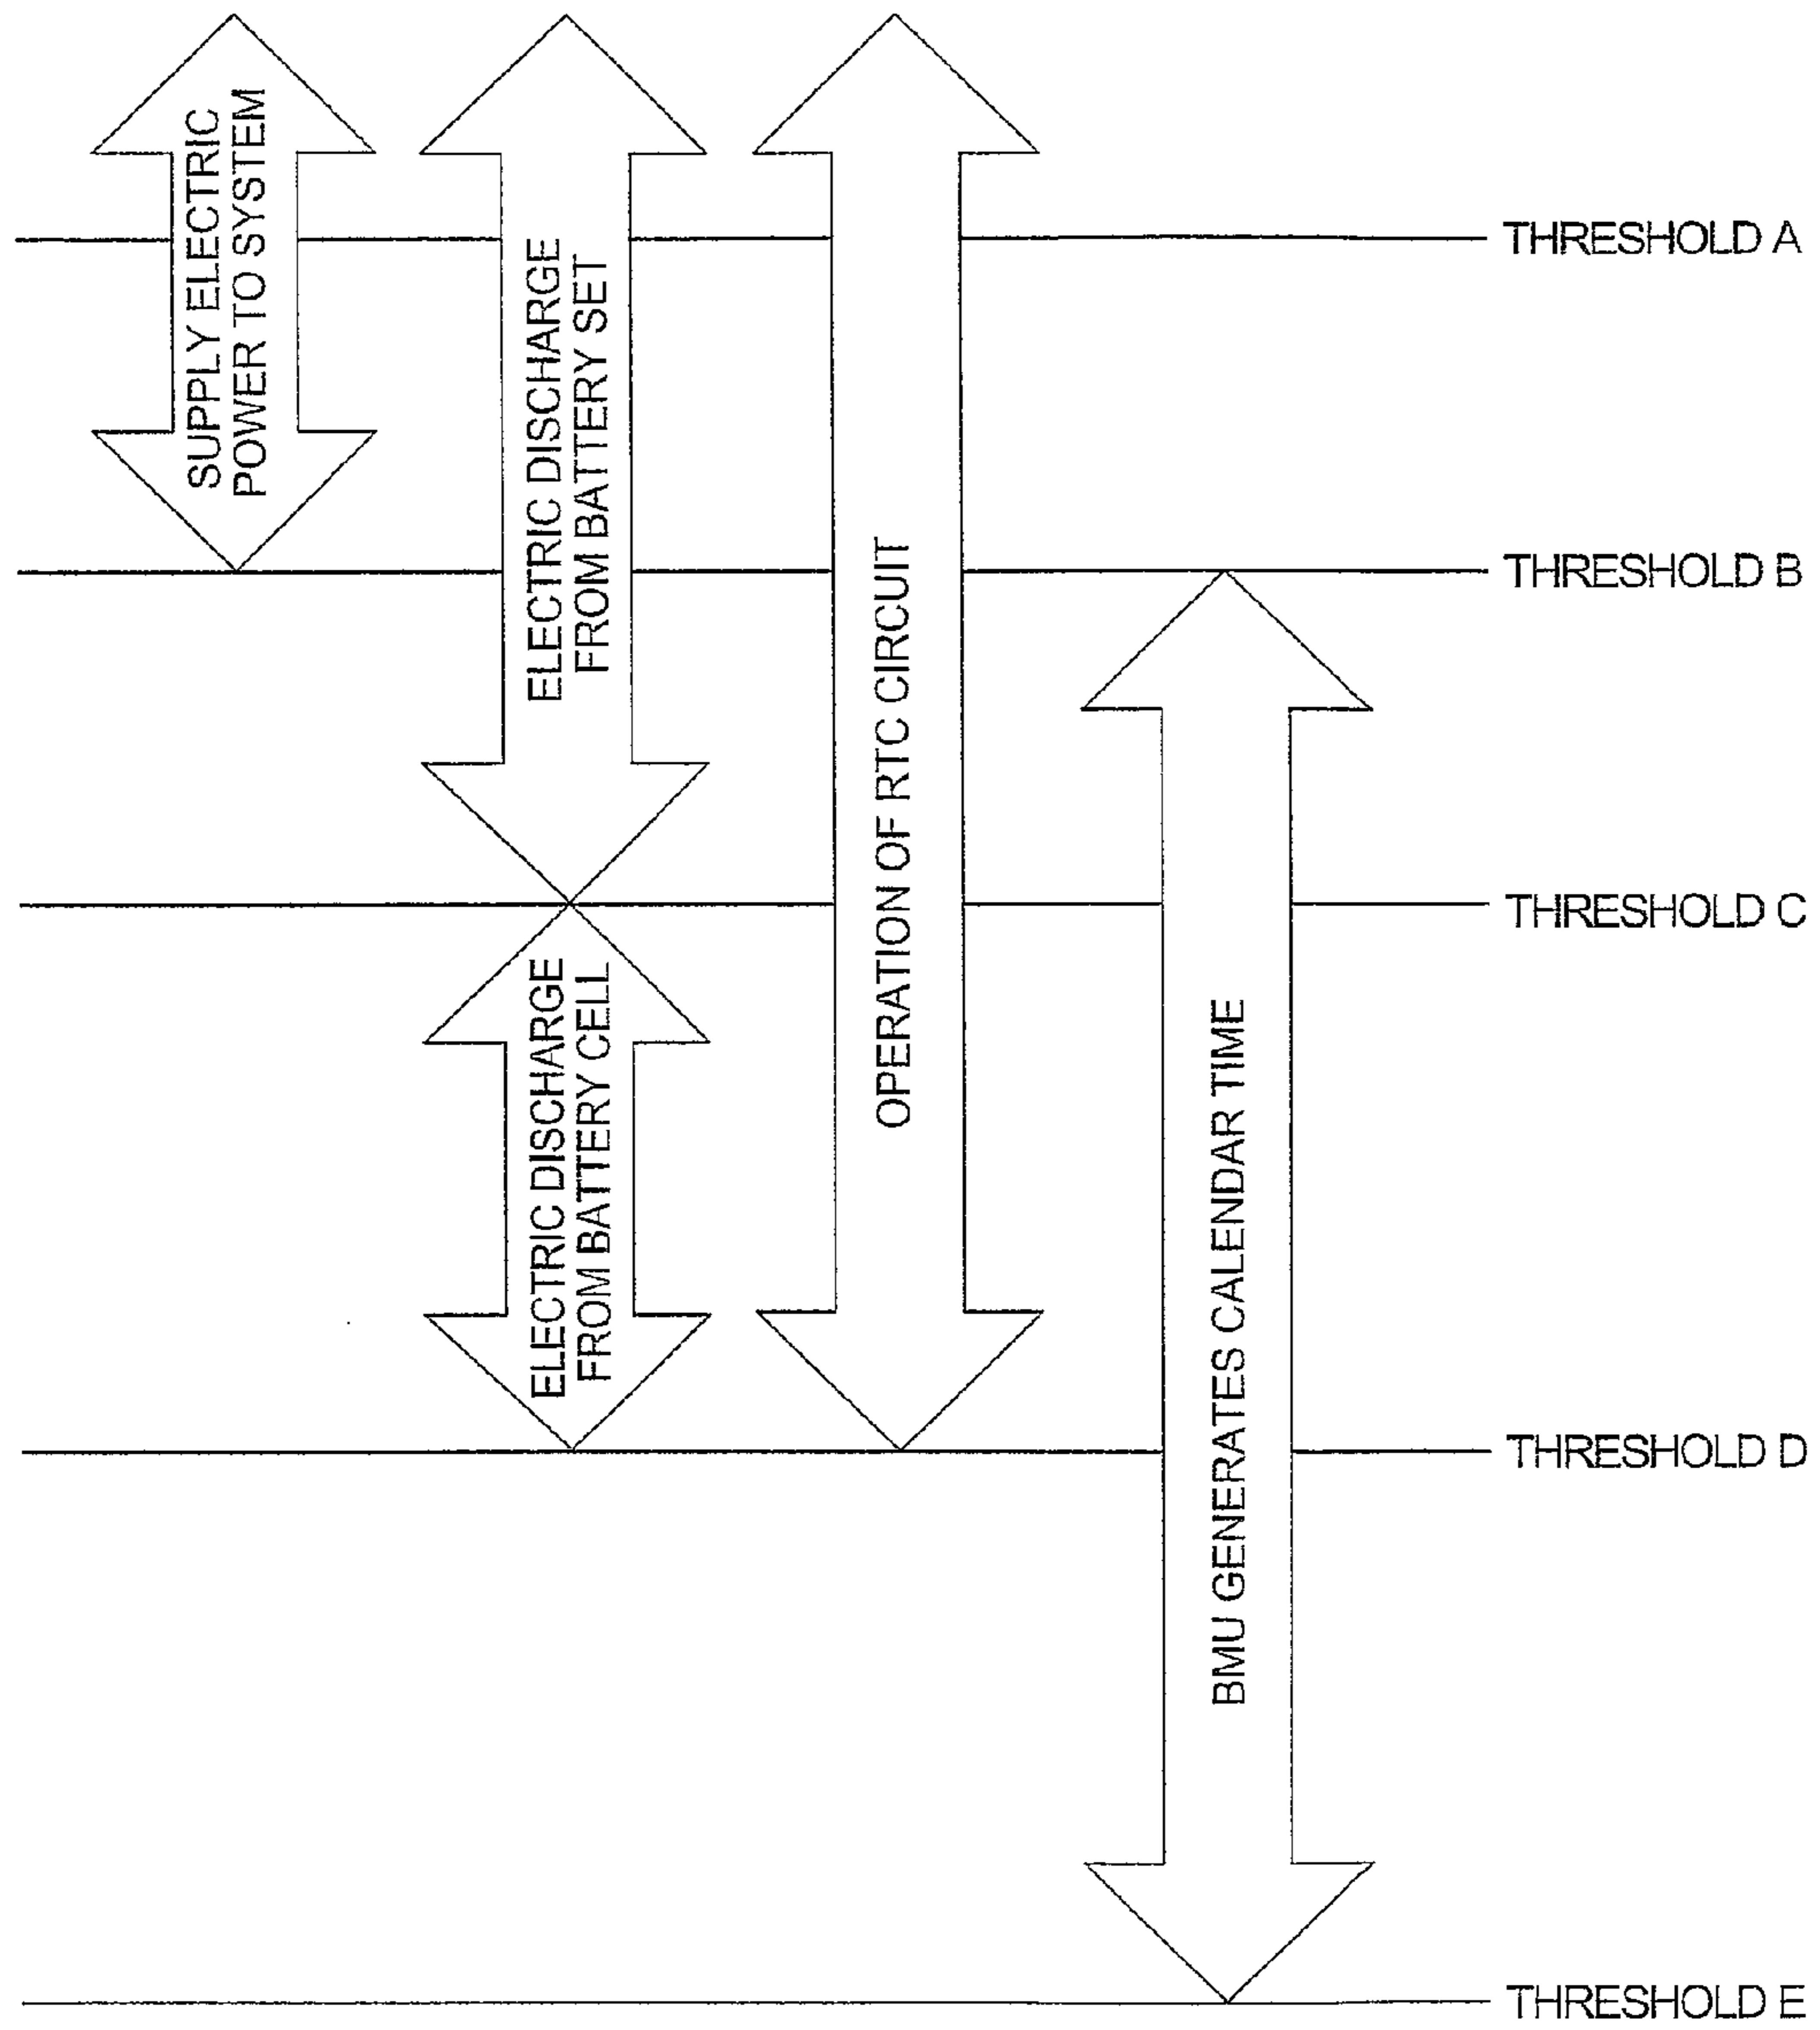 SUPPLY ELECTRIC
POWER TO SYSTEM
ELECTRIC DISCHARGE
FROM BATTERY SET
ELECTRIC DISCHARGE
FROM BATTERY CELL
OPERATION OF RTC CIRCUIT
BMU GENERATES CALENDAR TIME
THRESHOLD A
THRESHOLD B
THRESHOLD C
THRESHOLD D
THRESHOLD E